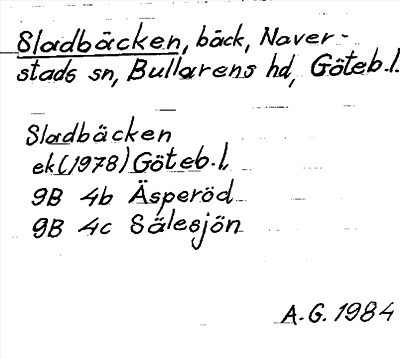 Sladbäcken, bäck, Naver-
stads sn, Bullarens hd, Göteb.l.
Sladbäcken
ek(1978) Göteb.l.
9B 4b Äsperöd
9B 4c Sälesjön
A.G. 1984